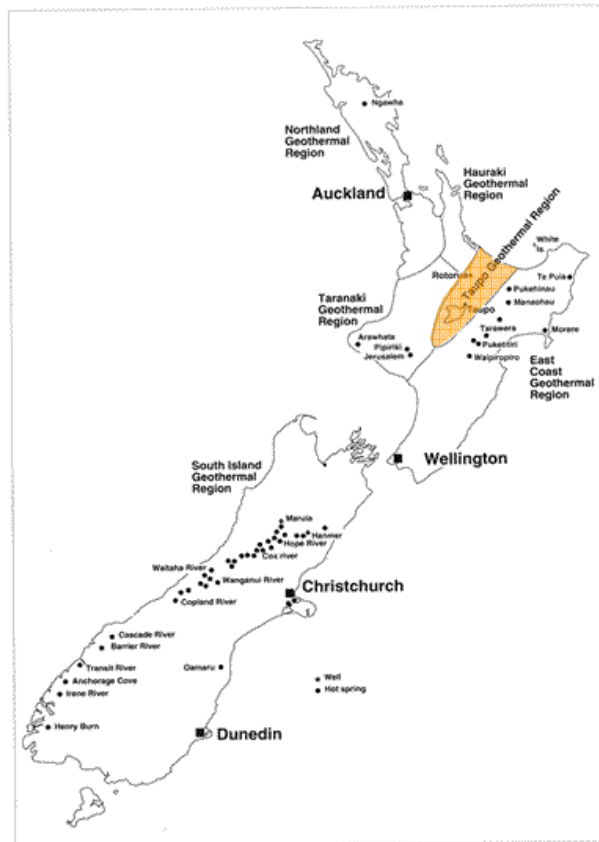 Ngawha
Northland
Geothermal
Region
Hauraki
Geothermal
Region
Auckland
Taupo Geothermal Region
White
Is.
Rotorua
Te Puia
Pukehinau
Manaohau
Taupo
Taranaki
Geothermal
Region
Tarawera
Morere
Arawhata
Pipiriki
Jerusalem
Puketitiri
Waipiropiro
East
Coast
Geothermal
Region
Wellington
South Island
Geothermal
Region
Maruia
Hanmer
Hope River
Cox river
Waitaha River
Wanganui River
Christchurch
Copland River
Cascade River
Barrier River
Transit River
Oamaru
Anchorage Cove
Well
Irene River
Hot spring
Henry Burn
Dunedin